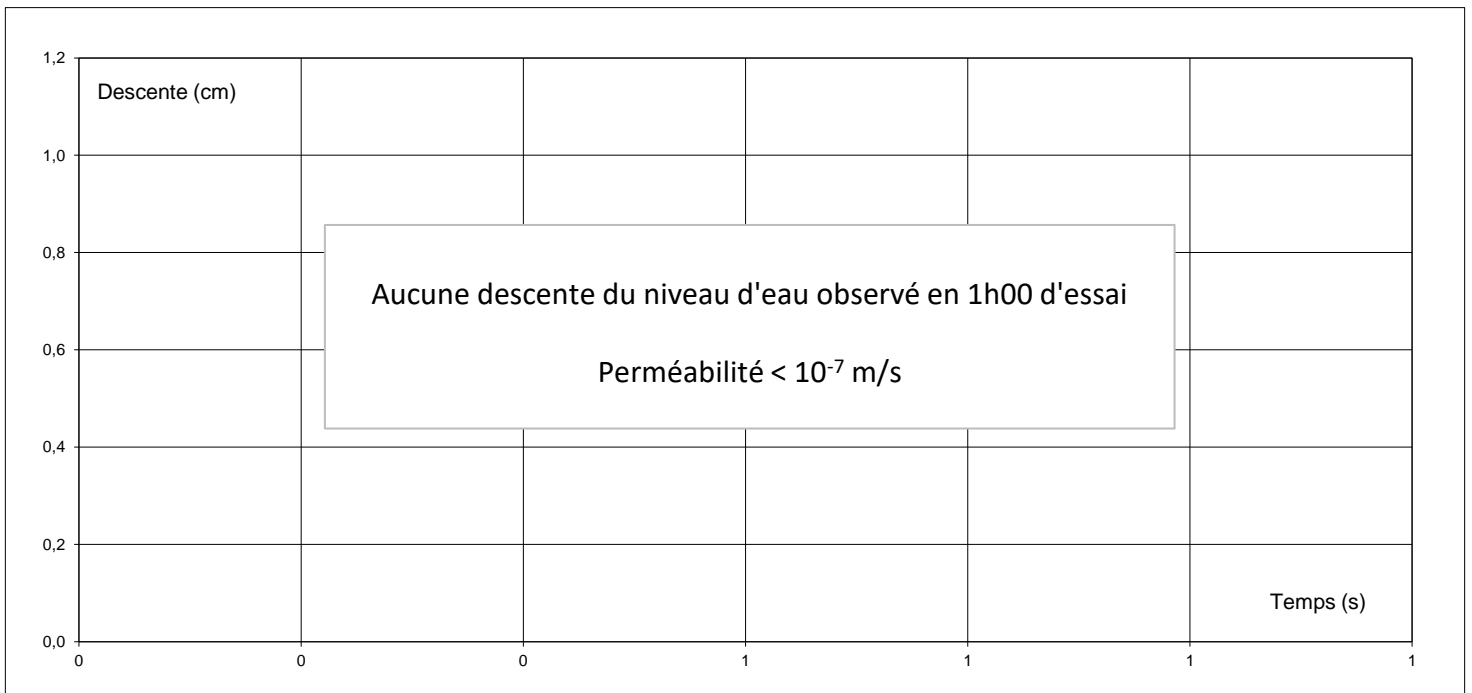 1,2
Descente (cm)
1,0
0,8
Aucune descente du niveau d'eau observé en 1h00 d'essai
0,6
Perméabilité < 10⁻⁷ m/s
0,4
0,2
Temps (s)
0,0
0 0 0 1 1 1 1